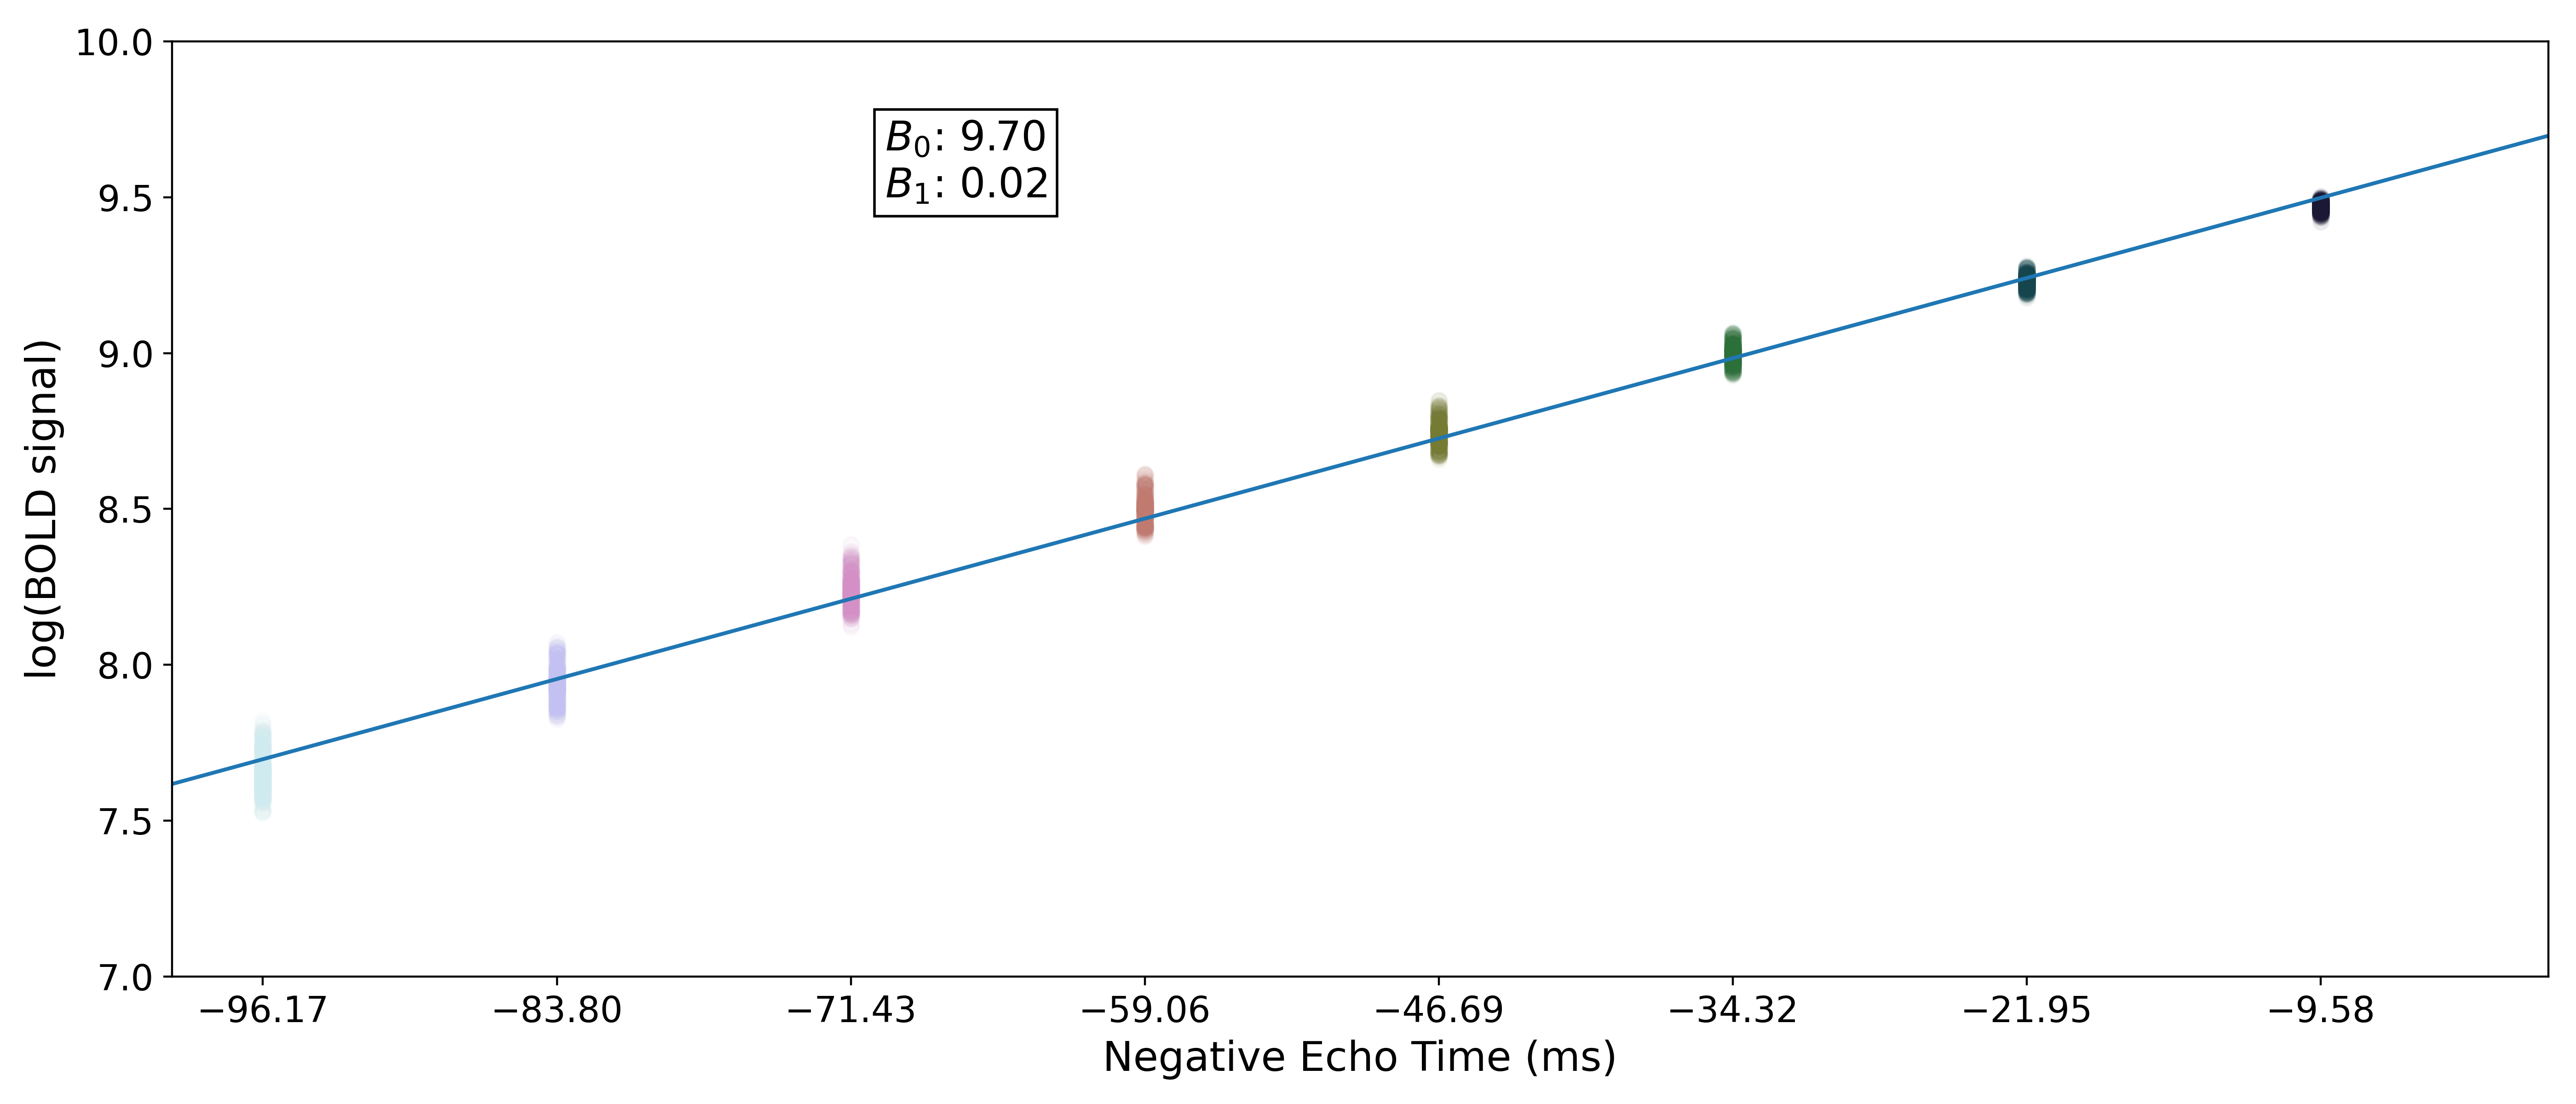 10.0
9.5
9.0
8.5
8.0
7.5
7.0
log(BOLD signal)
B₀: 9.70
B₁: 0.02
−96.17 −83.80 −71.43 −59.06 −46.69 −34.32 −21.95 −9.58
Negative Echo Time (ms)